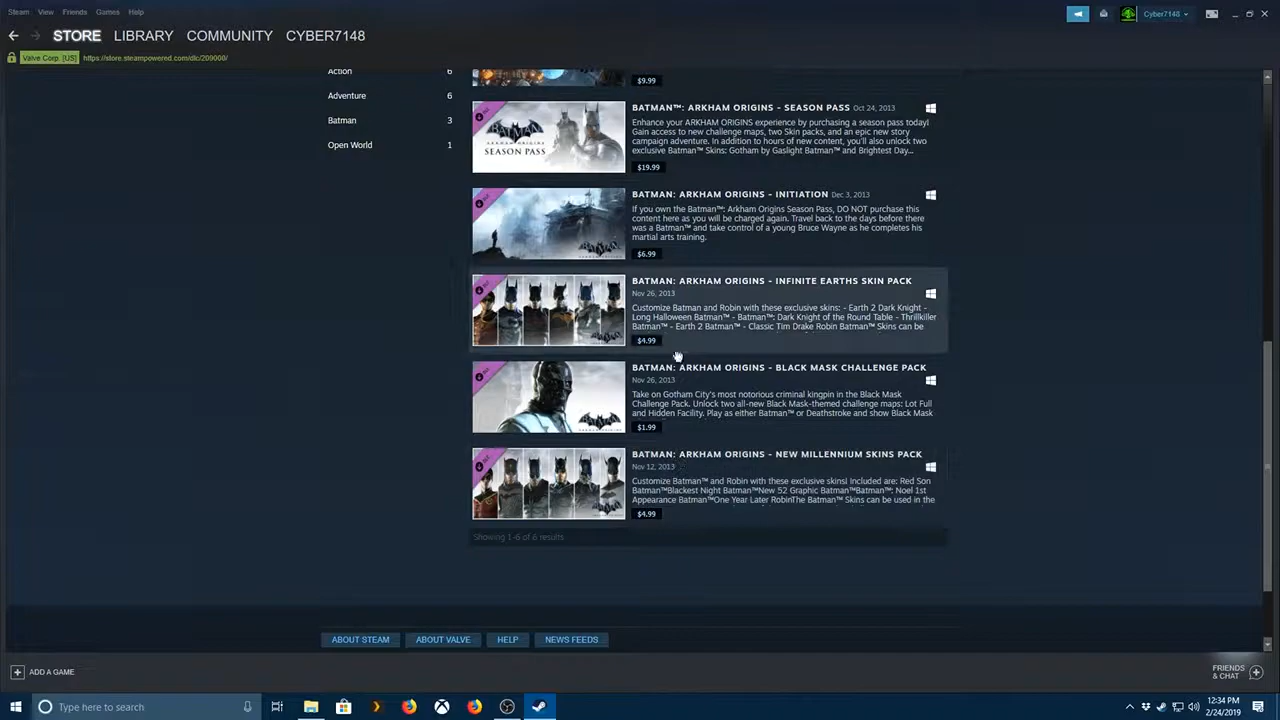 Steam View Friends Games Help
Cyber7148
STORE LIBRARY COMMUNITY CYBER7148
Valve Corp. [US] https://store.steampowered.com/dlc/209000/
Action 6
Adventure 6
Batman 3
Open World 1
$9.99
BATMAN™: ARKHAM ORIGINS - SEASON PASS Oct 24, 2013
Enhance your ARKHAM ORIGINS experience by purchasing a season pass today!
Gain access to new challenge maps, two Skin packs, and an epic new story
campaign adventure. In addition to hours of new content, you'll also unlock two
exclusive Batman™ Skins: Gotham by Gaslight Batman™ and Brightest Day...
$19.99
BATMAN
ARKHAM ORIGINS
SEASON PASS
BATMAN: ARKHAM ORIGINS - INITIATION Dec 3, 2013
If you own the Batman™: Arkham Origins Season Pass, DO NOT purchase this
content here as you will be charged again. Travel back to the days before there
was a Batman™ and take control of a young Bruce Wayne as he completes his
martial arts training.
$6.99
BATMAN: ARKHAM ORIGINS - INFINITE EARTHS SKIN PACK
Nov 26, 2013
Customize Batman and Robin with these exclusive skins: - Earth 2 Dark Knight -
Long Halloween Batman™ - Batman™: Dark Knight of the Round Table - Thrillkiller
Batman™ - Earth 2 Batman™ - Classic Tim Drake Robin Batman™ Skins can be
$4.99
BATMAN: ARKHAM ORIGINS - BLACK MASK CHALLENGE PACK
Nov 26, 2013
Take on Gotham City's most notorious criminal kingpin in the Black Mask
Challenge Pack. Unlock two all-new Black Mask-themed challenge maps: Lot Full
and Hidden Facility. Play as either Batman™ or Deathstroke and show Black Mask
$1.99
BATMAN: ARKHAM ORIGINS - NEW MILLENNIUM SKINS PACK
Nov 12, 2013
Customize Batman™ and Robin with these exclusive skins! Included are: Red Son
Batman™Blackest Night Batman™New 52 Graphic Batman™Batman™: Noel 1st
Appearance Batman™One Year Later RobinThe Batman™ Skins can be used in the
$4.99
Showing 1-6 of 6 results
ABOUT STEAM ABOUT VALVE HELP NEWS FEEDS
ADD A GAME
FRIENDS
& CHAT
Type here to search
12:34 PM
2/24/2019